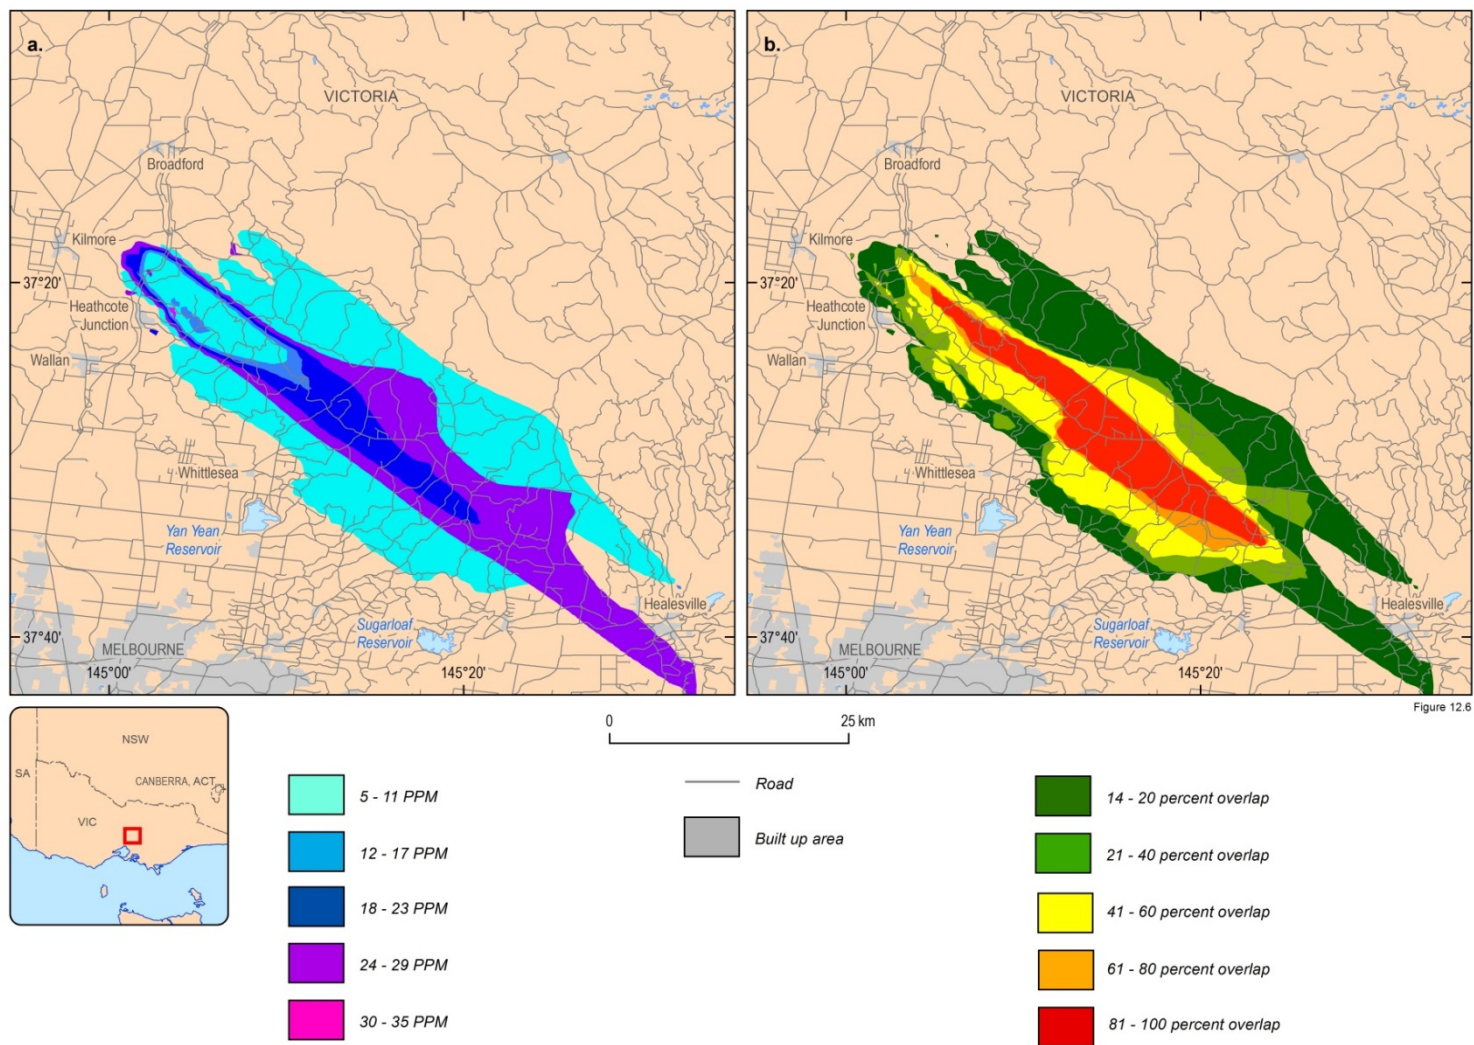 a.
VICTORIA
Broadford
Kilmore
37°20'
Heathcote
Junction
Wallan
Whittlesea
Yan Yean
Reservoir
Healesville
Sugarloaf
Reservoir
37°40'
MELBOURNE
145°00'
145°20'
b.
VICTORIA
Broadford
Kilmore
37°20'
Heathcote
Junction
Wallan
Whittlesea
Yan Yean
Reservoir
Healesville
Sugarloaf
Reservoir
37°40'
MELBOURNE
145°00'
145°20'
Figure 12.6
0 25 km
NSW
SA
CANBERRA, ACT
VIC
5 - 11 PPM
12 - 17 PPM
18 - 23 PPM
24 - 29 PPM
30 - 35 PPM
Road
Built up area
14 - 20 percent overlap
21 - 40 percent overlap
41 - 60 percent overlap
61 - 80 percent overlap
81 - 100 percent overlap